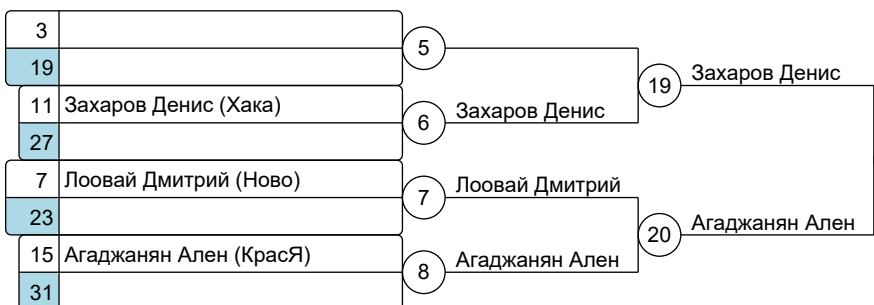 3
5
19
19 Захаров Денис
11 Захаров Денис (Хака)
6 Захаров Денис
27
7 Лоовай Дмитрий (Ново)
7 Лоовай Дмитрий
23
20 Агаджанян Ален
15 Агаджанян Ален (КрасЯ)
8 Агаджанян Ален
31